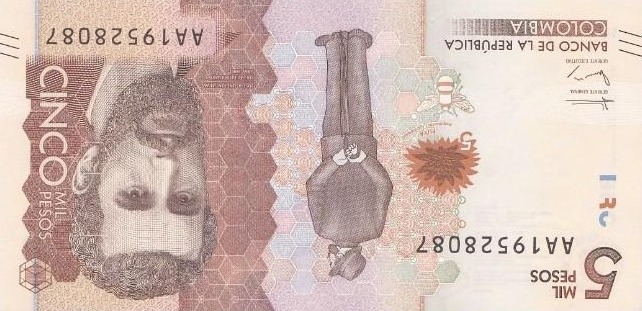 5 MIL
PESOS
AA19528087
5
GERENTE GENERAL
GERENTE EJECUTIVO
BANCO DE LA REPÚBLICA
COLOMBIA
CINCO
MIL
PESOS
AA19528087